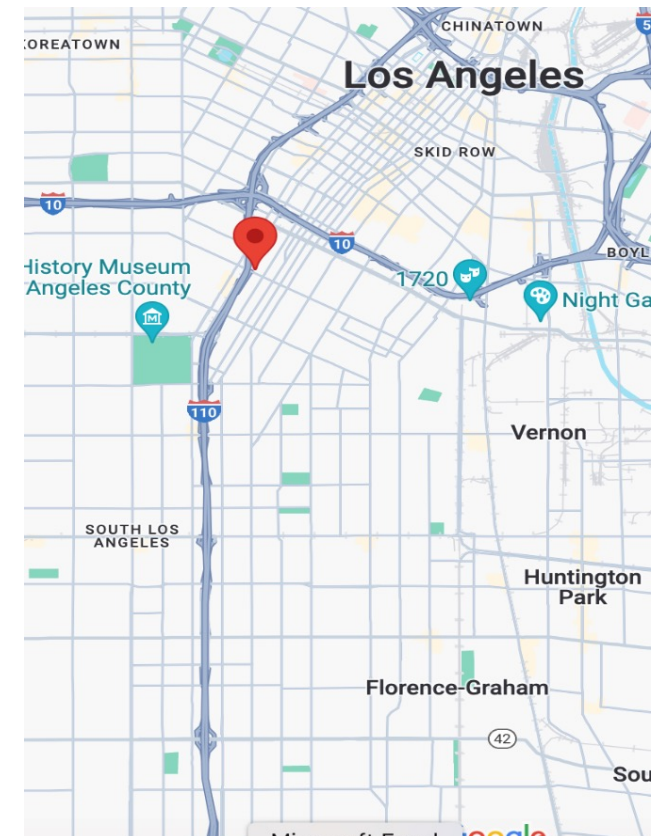 CHINATOWN
5
KOREATOWN
Los Angeles
SKID ROW
10
10
BOYL
History Museum
Angeles County
1720
Night Ga
110
Vernon
SOUTH LOS
ANGELES
Huntington
Park
Florence-Graham
42
Sou